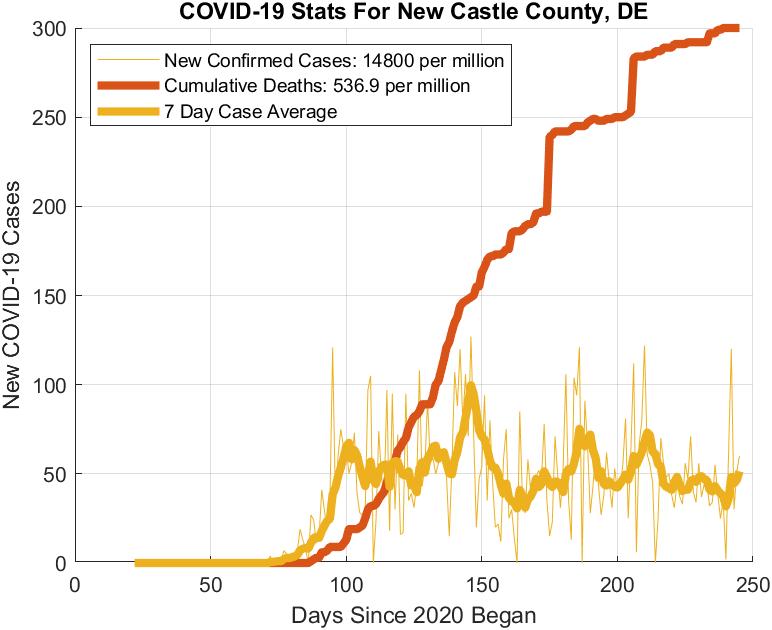 COVID-19 Stats For New Castle County, DE
New Confirmed Cases: 14800 per million
Cumulative Deaths: 536.9 per million
7 Day Case Average
New COVID-19 Cases
300
250
200
150
100
50
0
0 50 100 150 200 250
Days Since 2020 Began